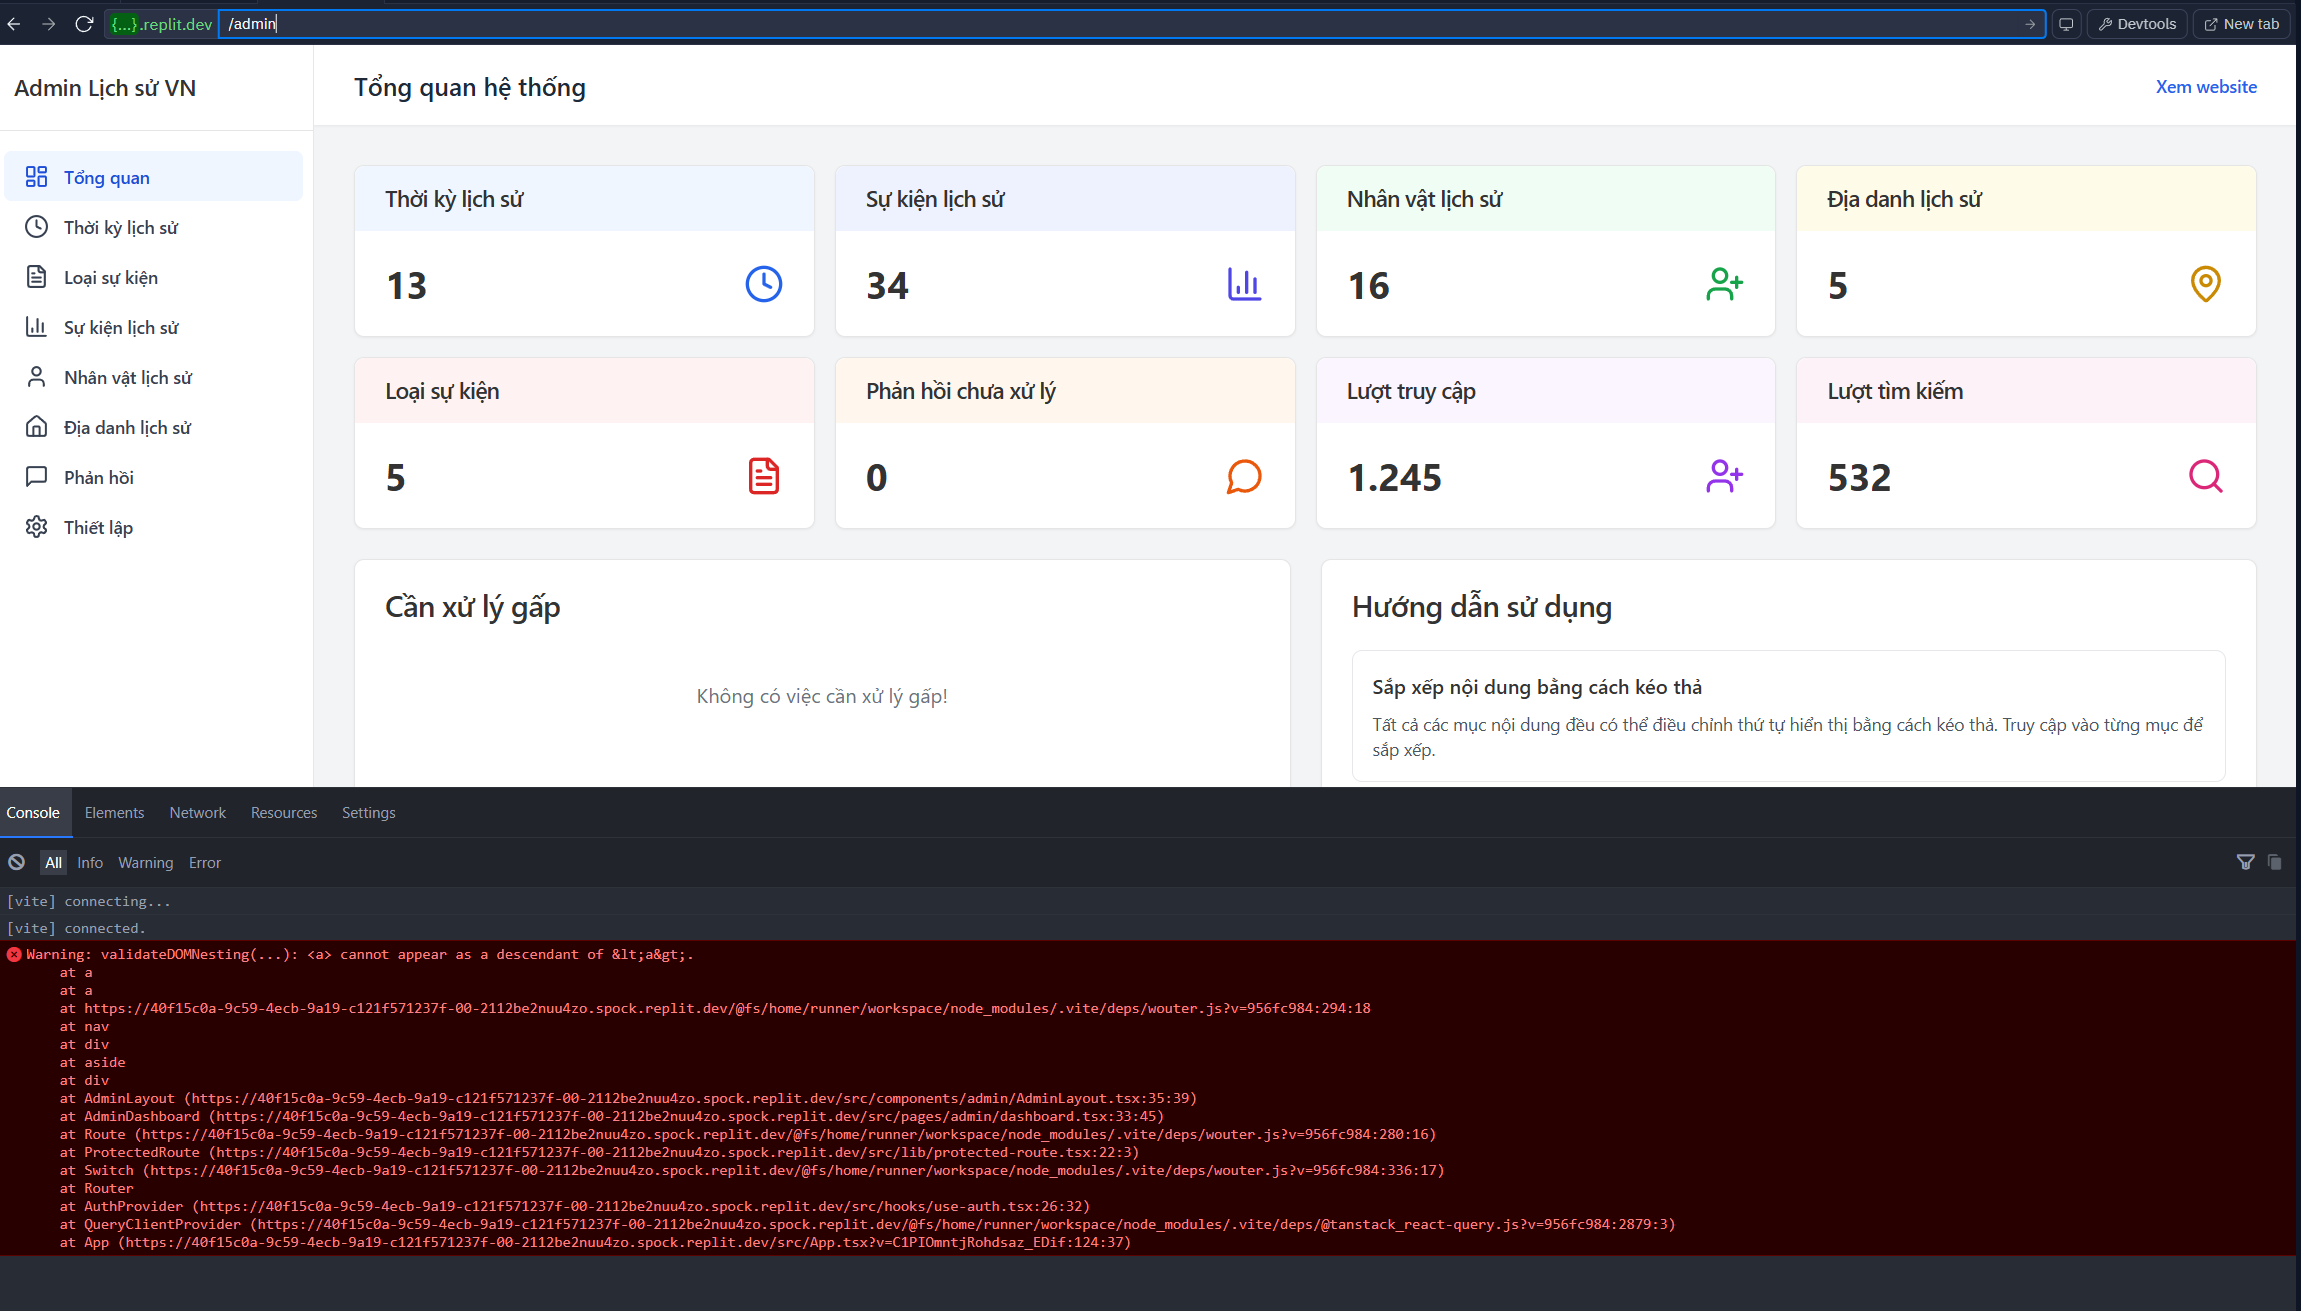 {...}.replit.dev /admin
Devtools
New tab
Admin Lịch sử VN
Tổng quan hệ thống
Xem website
Tổng quan
Thời kỳ lịch sử
Loại sự kiện
Sự kiện lịch sử
Nhân vật lịch sử
Địa danh lịch sử
Phản hồi
Thiết lập
Thời kỳ lịch sử
13
Sự kiện lịch sử
34
Nhân vật lịch sử
16
Địa danh lịch sử
5
Loại sự kiện
5
Phản hồi chưa xử lý
0
Lượt truy cập
1.245
Lượt tìm kiếm
532
Cần xử lý gấp
Không có việc cần xử lý gấp!
Hướng dẫn sử dụng
Sắp xếp nội dung bằng cách kéo thả
Tất cả các mục nội dung đều có thể điều chỉnh thứ tự hiển thị bằng cách kéo thả. Truy cập vào từng mục để
sắp xếp.
Console Elements Network Resources Settings
All Info Warning Error
[vite] connecting...
[vite] connected.
Warning: validateDOMNesting(...): <a> cannot appear as a descendant of &lt;a&gt;.
at a
at a
at https://40f15c0a-9c59-4ecb-9a19-c121f571237f-00-2112be2nuu4zo.spock.replit.dev/@fs/home/runner/workspace/node_modules/.vite/deps/wouter.js?v=956fc984:294:18
at nav
at div
at aside
at div
at AdminLayout (https://40f15c0a-9c59-4ecb-9a19-c121f571237f-00-2112be2nuu4zo.spock.replit.dev/src/components/admin/AdminLayout.tsx:35:39)
at AdminDashboard (https://40f15c0a-9c59-4ecb-9a19-c121f571237f-00-2112be2nuu4zo.spock.replit.dev/src/pages/admin/dashboard.tsx:33:45)
at Route (https://40f15c0a-9c59-4ecb-9a19-c121f571237f-00-2112be2nuu4zo.spock.replit.dev/@fs/home/runner/workspace/node_modules/.vite/deps/wouter.js?v=956fc984:280:16)
at ProtectedRoute (https://40f15c0a-9c59-4ecb-9a19-c121f571237f-00-2112be2nuu4zo.spock.replit.dev/src/lib/protected-route.tsx:22:3)
at Switch (https://40f15c0a-9c59-4ecb-9a19-c121f571237f-00-2112be2nuu4zo.spock.replit.dev/@fs/home/runner/workspace/node_modules/.vite/deps/wouter.js?v=956fc984:336:17)
at Router
at AuthProvider (https://40f15c0a-9c59-4ecb-9a19-c121f571237f-00-2112be2nuu4zo.spock.replit.dev/src/hooks/use-auth.tsx:26:32)
at QueryClientProvider (https://40f15c0a-9c59-4ecb-9a19-c121f571237f-00-2112be2nuu4zo.spock.replit.dev/@fs/home/runner/workspace/node_modules/.vite/deps/@tanstack_react-query.js?v=956fc984:2879:3)
at App (https://40f15c0a-9c59-4ecb-9a19-c121f571237f-00-2112be2nuu4zo.spock.replit.dev/src/App.tsx?v=C1PIOmntjRohdsaz_EDif:124:37)